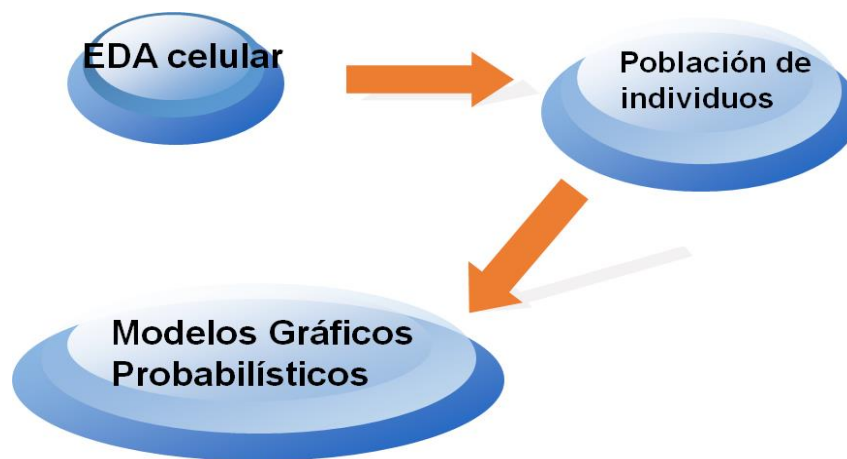 EDA celular
Población de
individuos
Modelos Gráficos
Probabilísticos